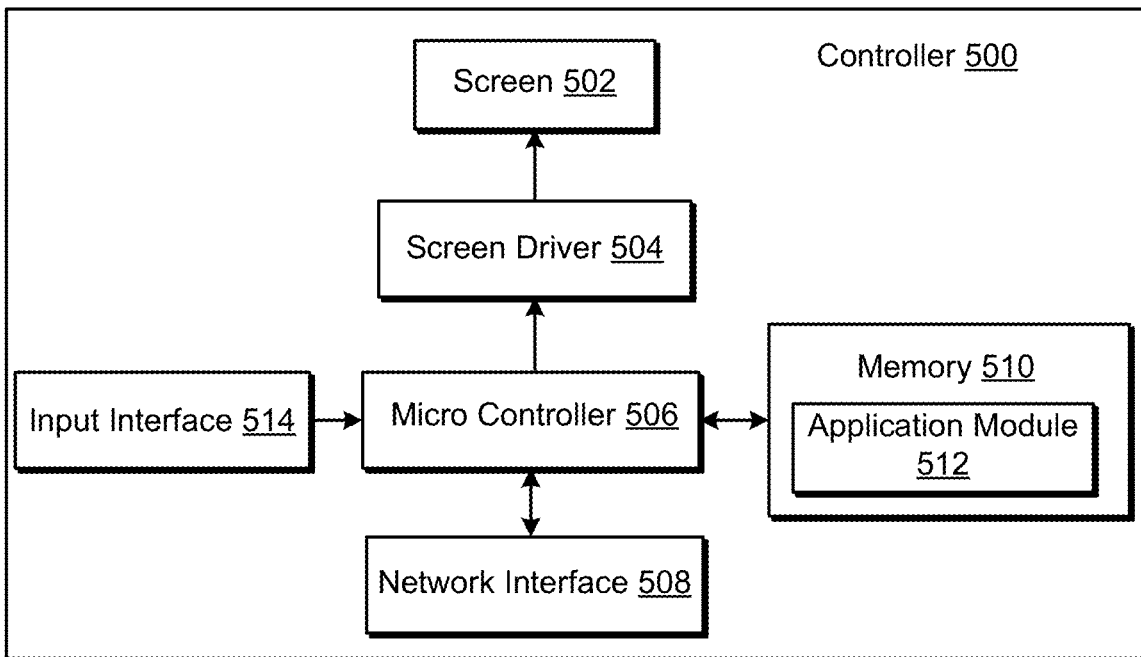 Controller 500
Screen 502
Screen Driver 504
Memory 510
Input Interface 514
Micro Controller 506
Application Module
512
Network Interface 508